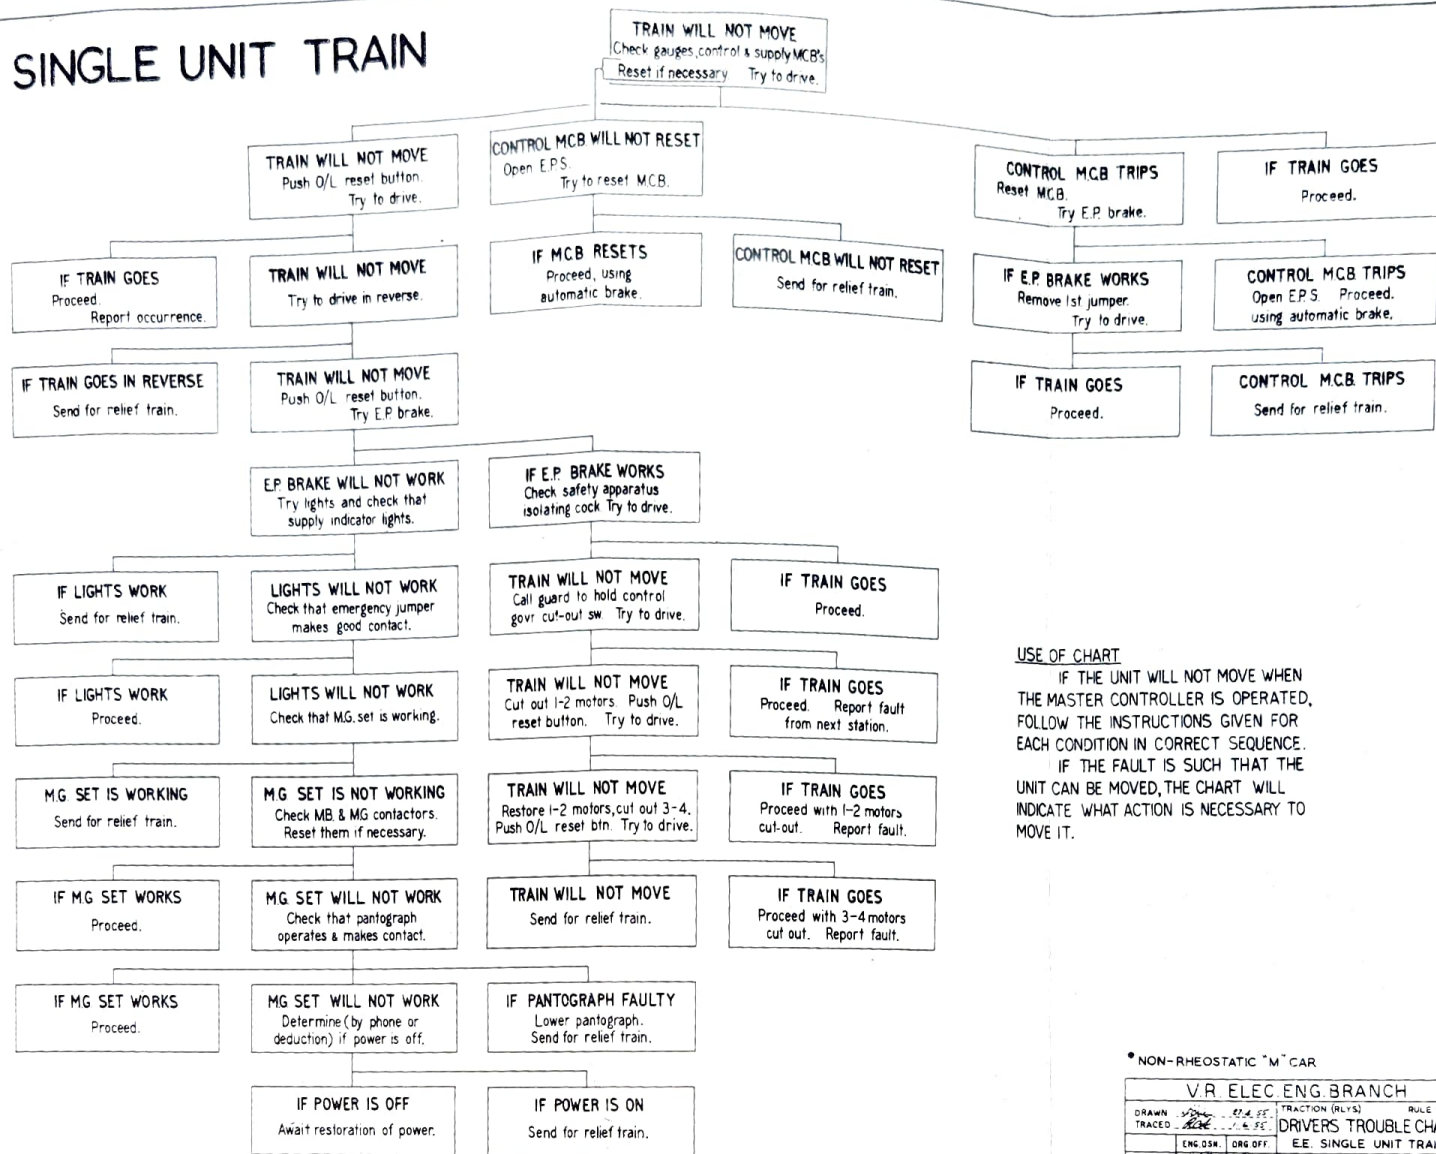 SINGLE UNIT TRAIN
TRAIN WILL NOT MOVE
Check gauges, control & supply MCB's
Reset if necessary Try to drive.
TRAIN WILL NOT MOVE
Push O/L reset button.
Try to drive.
CONTROL MCB WILL NOT RESET
Open E.P.S.
Try to reset M.C.B.
CONTROL M.C.B TRIPS
Reset M.C.B.
Try E.P. brake.
IF TRAIN GOES
Proceed.
IF TRAIN GOES
Proceed.
Report occurrence.
TRAIN WILL NOT MOVE
Try to drive in reverse.
IF MCB RESETS
Proceed, using
automatic brake.
CONTROL MCB WILL NOT RESET
Send for relief train.
IF E.P. BRAKE WORKS
Remove 1st jumper.
Try to drive.
CONTROL M.C.B TRIPS
Open E.P.S. Proceed.
using automatic brake.
IF TRAIN GOES IN REVERSE
Send for relief train.
TRAIN WILL NOT MOVE
Push O/L reset button.
Try E.P. brake.
IF TRAIN GOES
Proceed.
CONTROL M.C.B. TRIPS
Send for relief train.
E.P. BRAKE WILL NOT WORK
Try lights and check that
supply indicator lights.
IF E.P. BRAKE WORKS
Check safety apparatus
isolating cock Try to drive.
IF LIGHTS WORK
Send for relief train.
LIGHTS WILL NOT WORK
Check that emergency jumper
makes good contact.
TRAIN WILL NOT MOVE
Call guard to hold control
govr cut-out sw. Try to drive.
IF TRAIN GOES
Proceed.
IF LIGHTS WORK
Proceed.
LIGHTS WILL NOT WORK
Check that M.G. set is working.
TRAIN WILL NOT MOVE
Cut out 1-2 motors. Push O/L
reset button. Try to drive.
IF TRAIN GOES
Proceed. Report fault
from next station.
M.G. SET IS WORKING
Send for relief train.
M.G. SET IS NOT WORKING
Check MB. & MG contactors.
Reset them if necessary.
TRAIN WILL NOT MOVE
Restore 1-2 motors, cut out 3-4.
Push O/L reset btn. Try to drive.
IF TRAIN GOES
Proceed with 1-2 motors
cut-out. Report fault.
IF M.G SET WORKS
Proceed.
M.G. SET WILL NOT WORK
Check that pantograph
operates & makes contact.
TRAIN WILL NOT MOVE
Send for relief train.
IF TRAIN GOES
Proceed with 3-4 motors
cut out. Report fault.
IF M.G SET WORKS
Proceed.
M.G. SET WILL NOT WORK
Determine (by phone or
deduction) if power is off.
IF PANTOGRAPH FAULTY
Lower pantograph.
Send for relief train.
IF POWER IS OFF
Await restoration of power.
IF POWER IS ON
Send for relief train.
USE OF CHART
IF THE UNIT WILL NOT MOVE WHEN
THE MASTER CONTROLLER IS OPERATED,
FOLLOW THE INSTRUCTIONS GIVEN FOR
EACH CONDITION IN CORRECT SEQUENCE.
IF THE FAULT IS SUCH THAT THE
UNIT CAN BE MOVED, THE CHART WILL
INDICATE WHAT ACTION IS NECESSARY TO
MOVE IT.
• NON-RHEOSTATIC "M" CAR
V.R. ELEC. ENG. BRANCH
DRAWN
TRACED
TRACTION (RLYS) RULE
DRIVERS TROUBLE CHA
ENG. DSN. DRG. OFF.
E.E. SINGLE UNIT TRAI